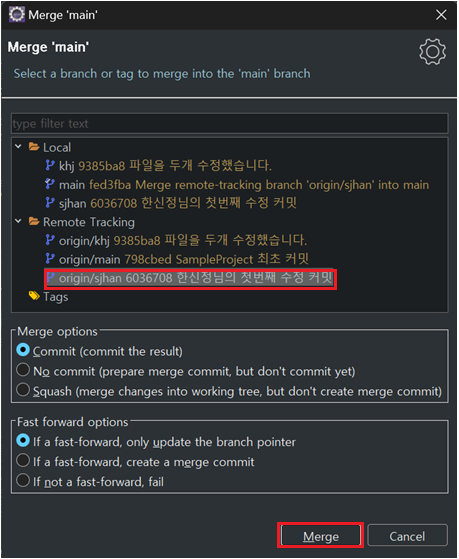 Merge 'main'
Merge 'main'
Select a branch or tag to merge into the 'main' branch
type filter text
Local
khj 9385ba8 파일을 두개 수정했습니다.
main fed3fba Merge remote-tracking branch 'origin/sjhan' into main
sjhan 6036708 한신정님의 첫번째 수정 커밋
Remote Tracking
origin/khj 9385ba8 파일을 두개 수정했습니다.
origin/main 798cbed SampleProject 최초 커밋
origin/sjhan 6036708 한신정님의 첫번째 수정 커밋
Tags
Merge options
Commit (commit the result)
No commit (prepare merge commit, but don't commit yet)
Squash (merge changes into working tree, but don't create merge commit)
Fast forward options
If a fast-forward, only update the branch pointer
If a fast-forward, create a merge commit
If not a fast-forward, fail
Merge
Cancel